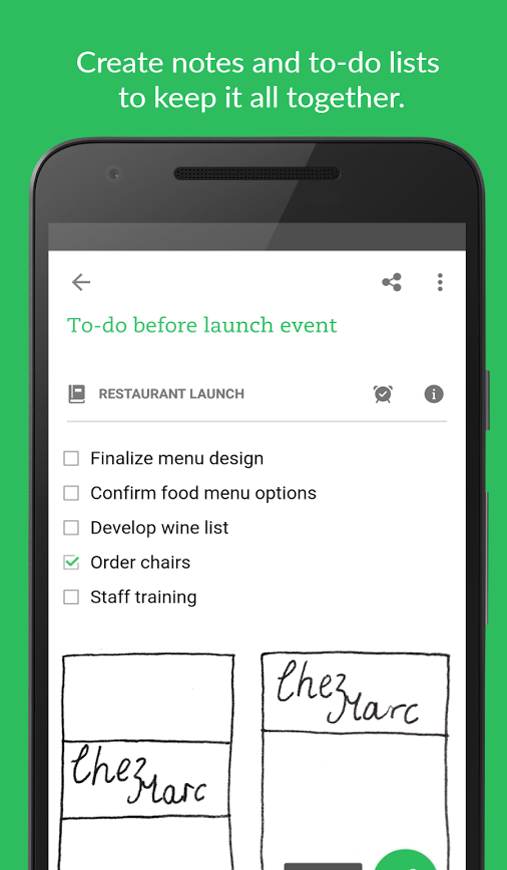 Create notes and to-do lists
to keep it all together.
To-do before launch event
RESTAURANT LAUNCH
Finalize menu design
Confirm food menu options
Develop wine list
Order chairs
Staff training
Chez
Marc
Chez
Marc